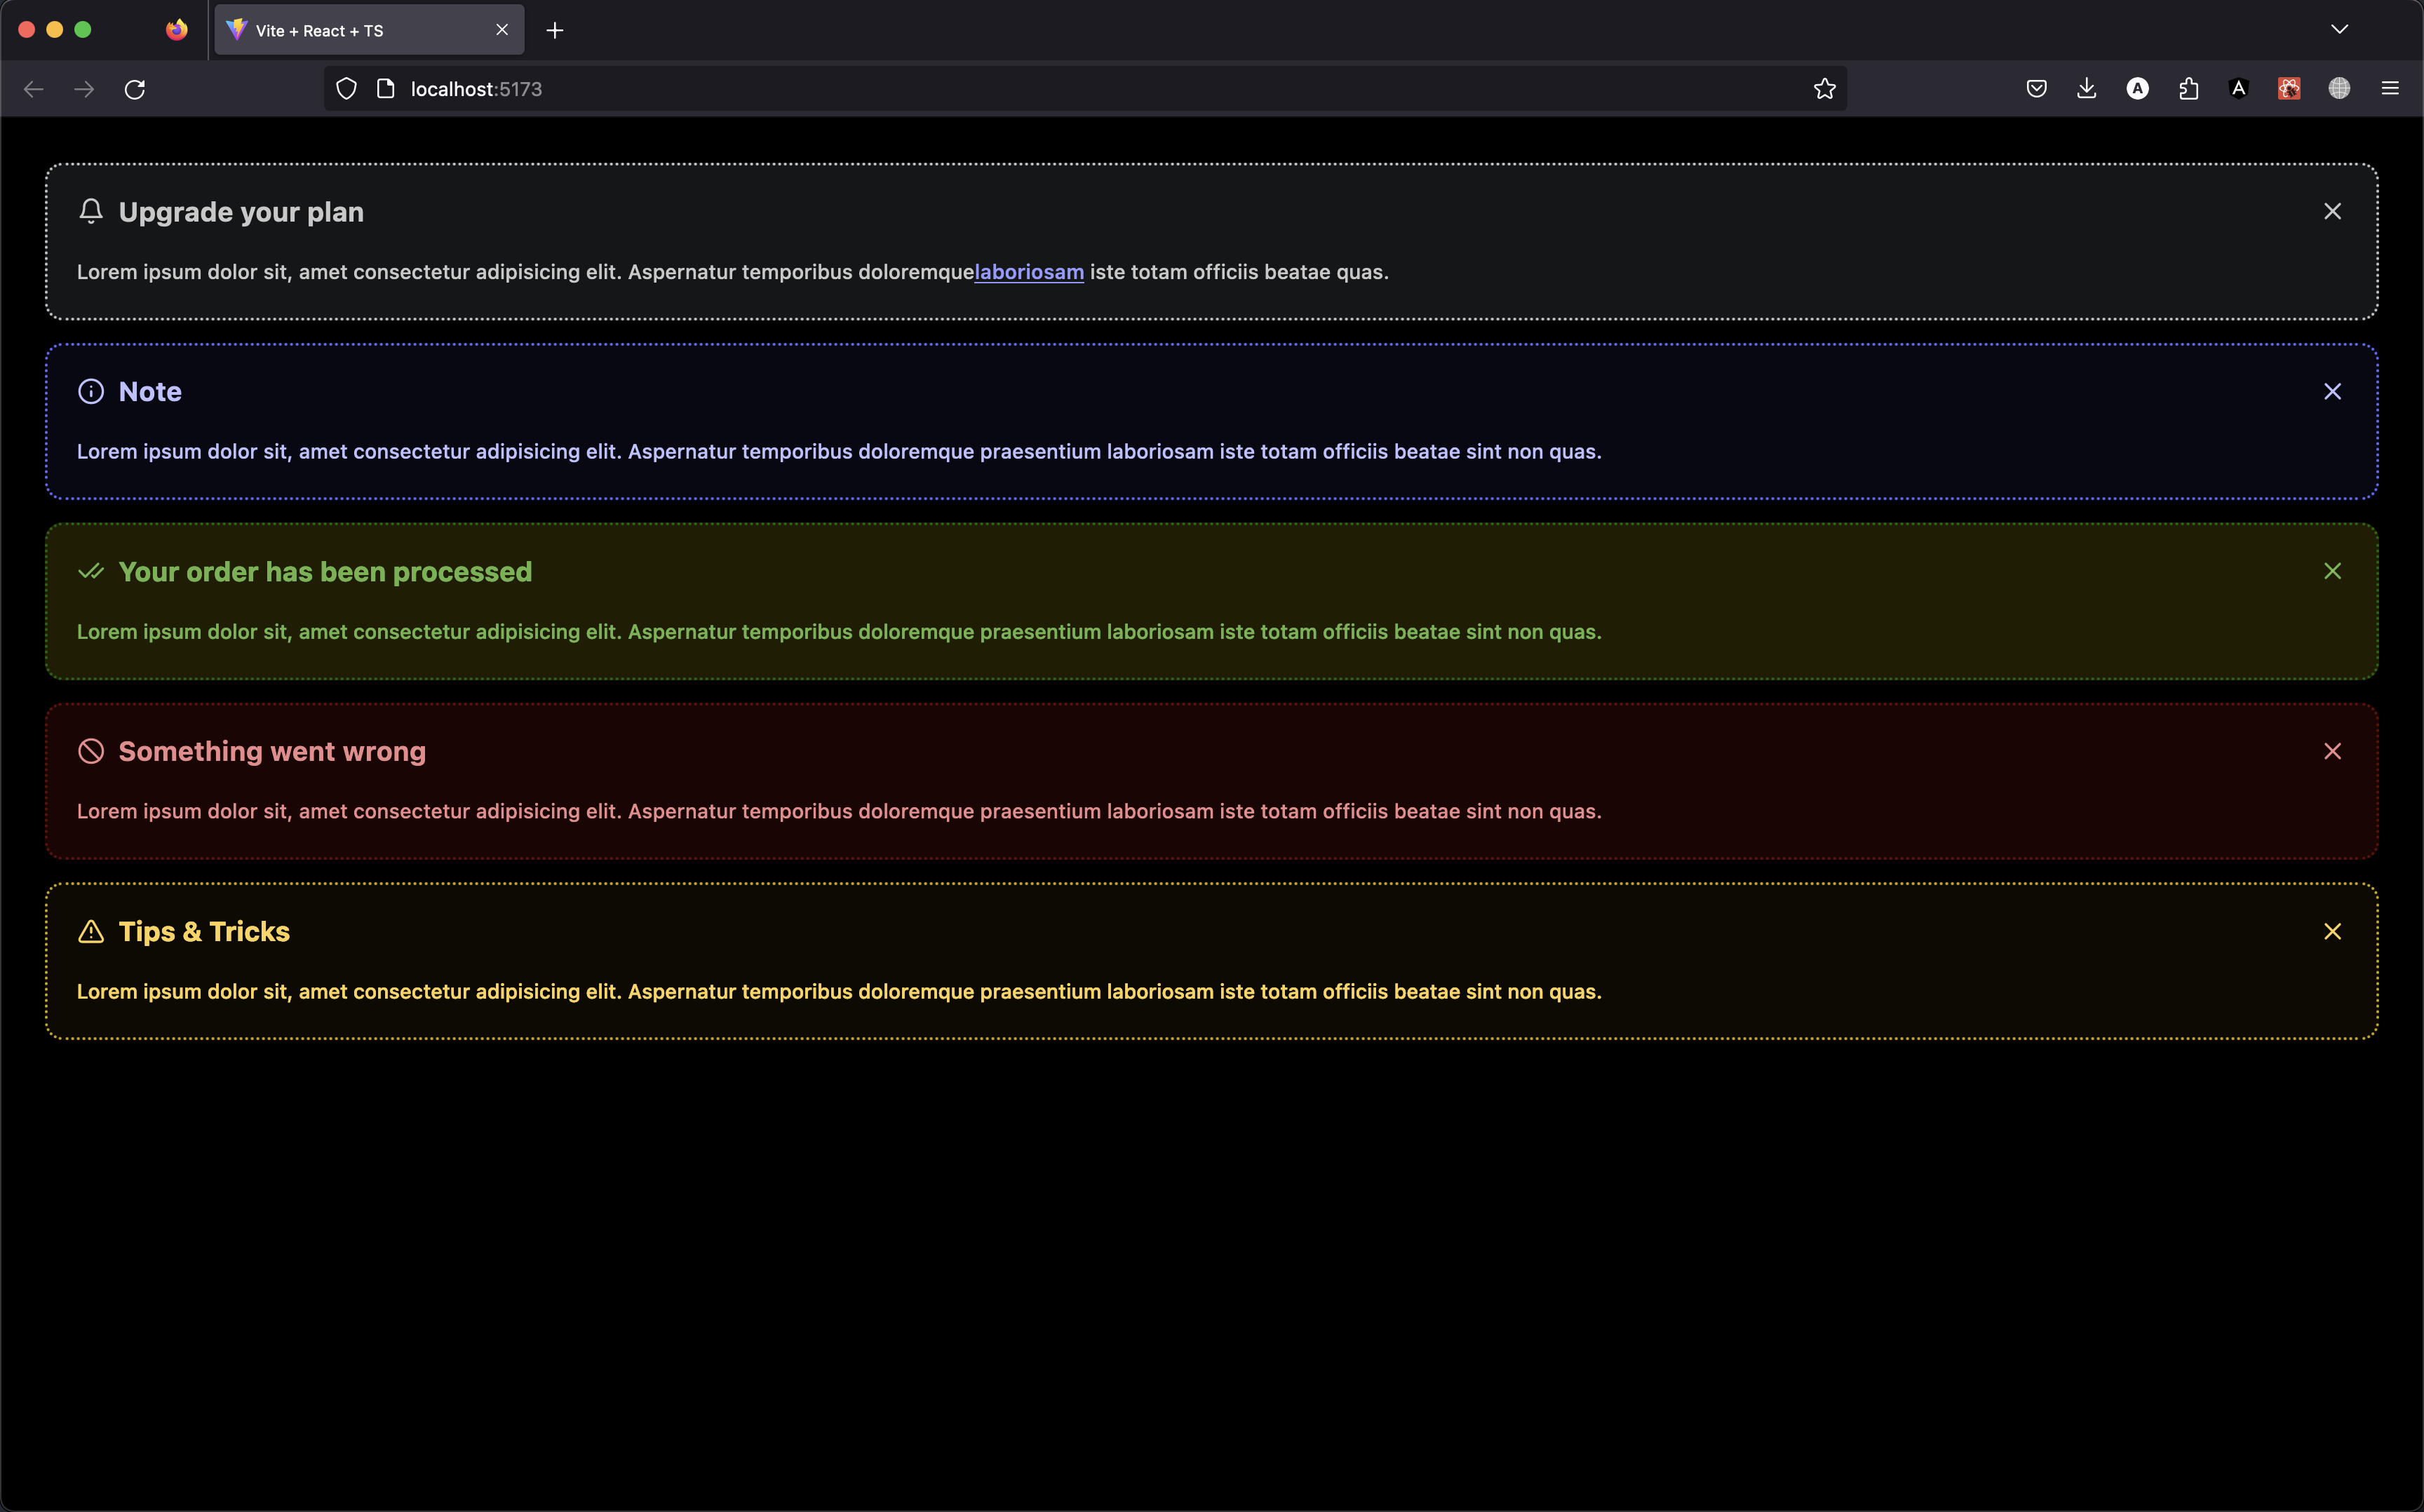 Vite + React + TS
localhost:5173
A
A
Upgrade your plan
Lorem ipsum dolor sit, amet consectetur adipisicing elit. Aspernatur temporibus doloremquelaboriosam iste totam officiis beatae quas.
Note
Lorem ipsum dolor sit, amet consectetur adipisicing elit. Aspernatur temporibus doloremque praesentium laboriosam iste totam officiis beatae sint non quas.
Your order has been processed
Lorem ipsum dolor sit, amet consectetur adipisicing elit. Aspernatur temporibus doloremque praesentium laboriosam iste totam officiis beatae sint non quas.
Something went wrong
Lorem ipsum dolor sit, amet consectetur adipisicing elit. Aspernatur temporibus doloremque praesentium laboriosam iste totam officiis beatae sint non quas.
Tips & Tricks
Lorem ipsum dolor sit, amet consectetur adipisicing elit. Aspernatur temporibus doloremque praesentium laboriosam iste totam officiis beatae sint non quas.